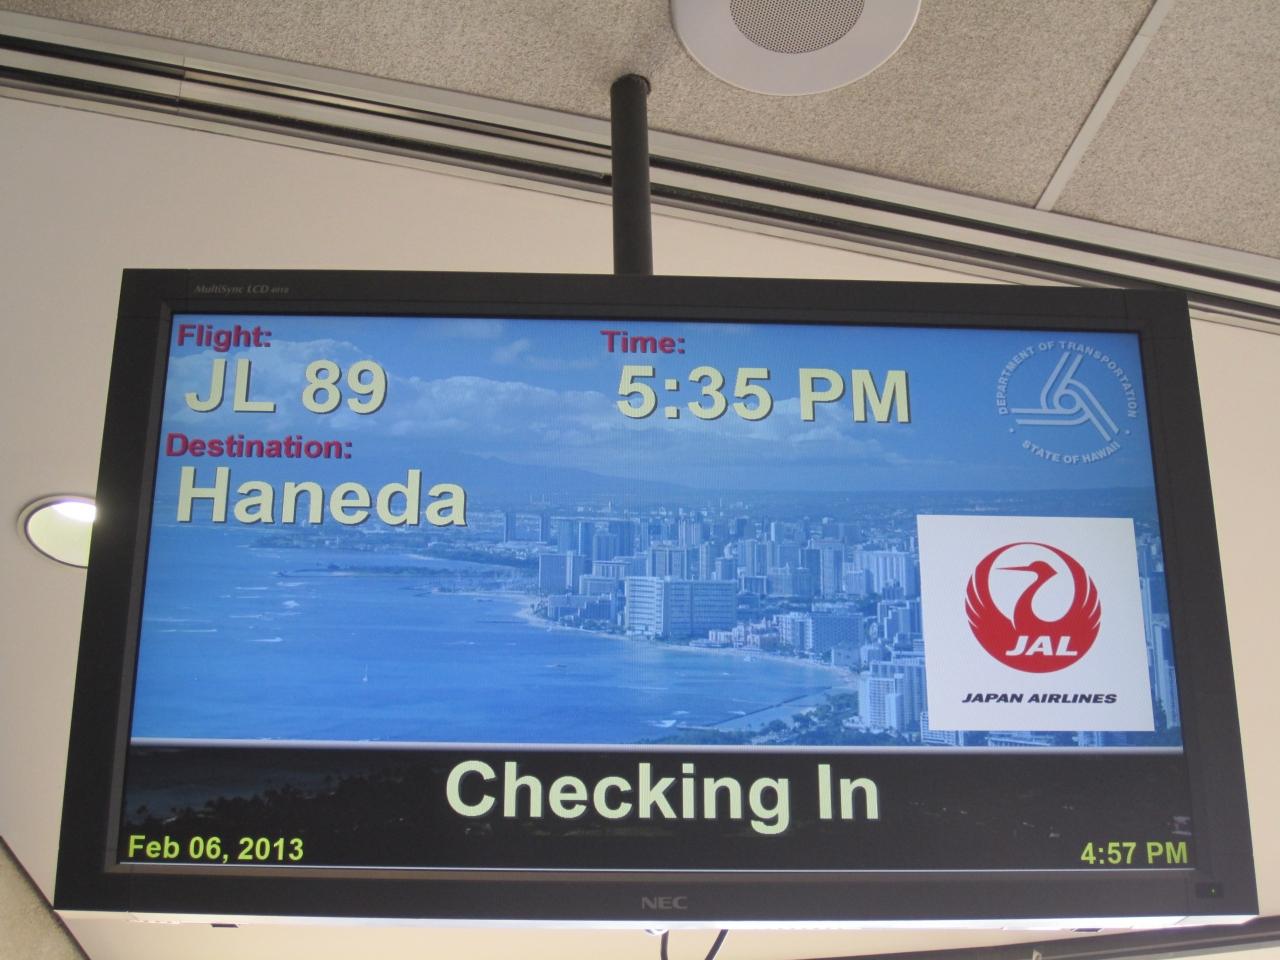 MultiSync LCD 4010
Flight:
Time:
JL 89
5:35 PM
Destination:
Haneda
DEPARTMENT OF TRANSPORTATION
STATE OF HAWAII
JAL
JAPAN AIRLINES
Checking In
Feb 06, 2013
4:57 PM
NEC